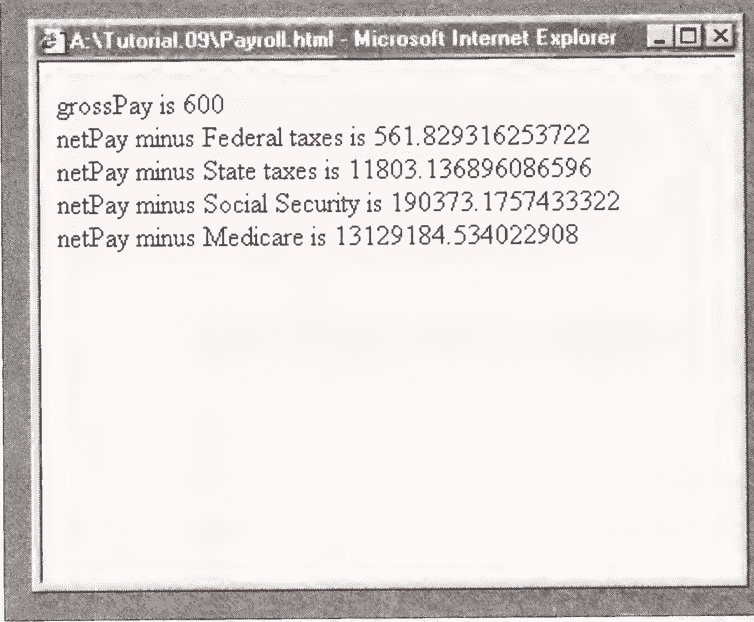 A:\Tutorial.09\Payroll.html - Microsoft Internet Explorer
grossPay is 600
netPay minus Federal taxes is 561.829316253722
netPay minus State taxes is 11803.136896086596
netPay minus Social Security is 190373.1757433322
netPay minus Medicare is 13129184.534022908